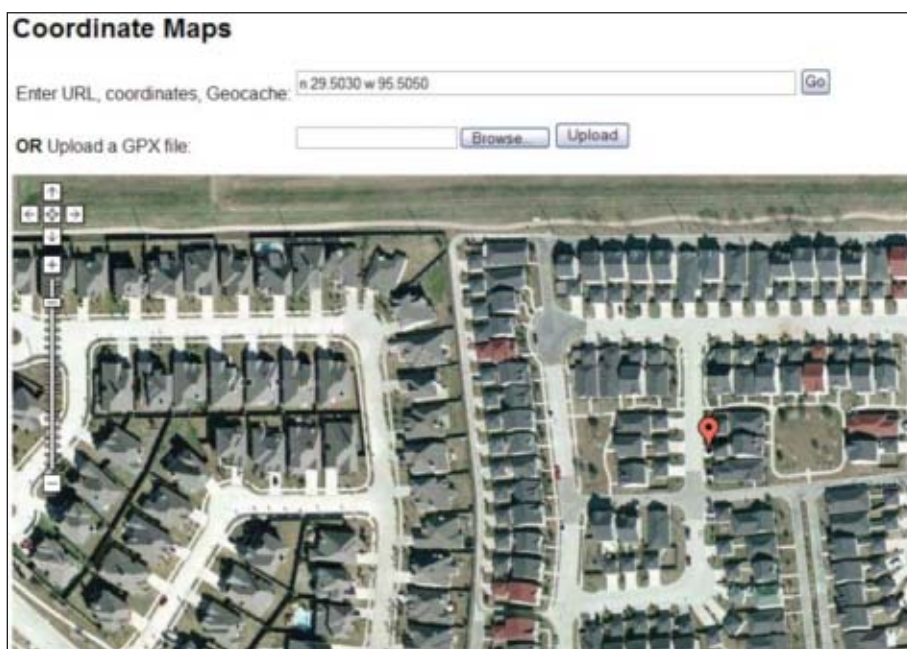 Coordinate Maps
Enter URL, coordinates, Geocache: n 29.5030 w 95.5050 Go
OR Upload a GPX file: Browse... Upload